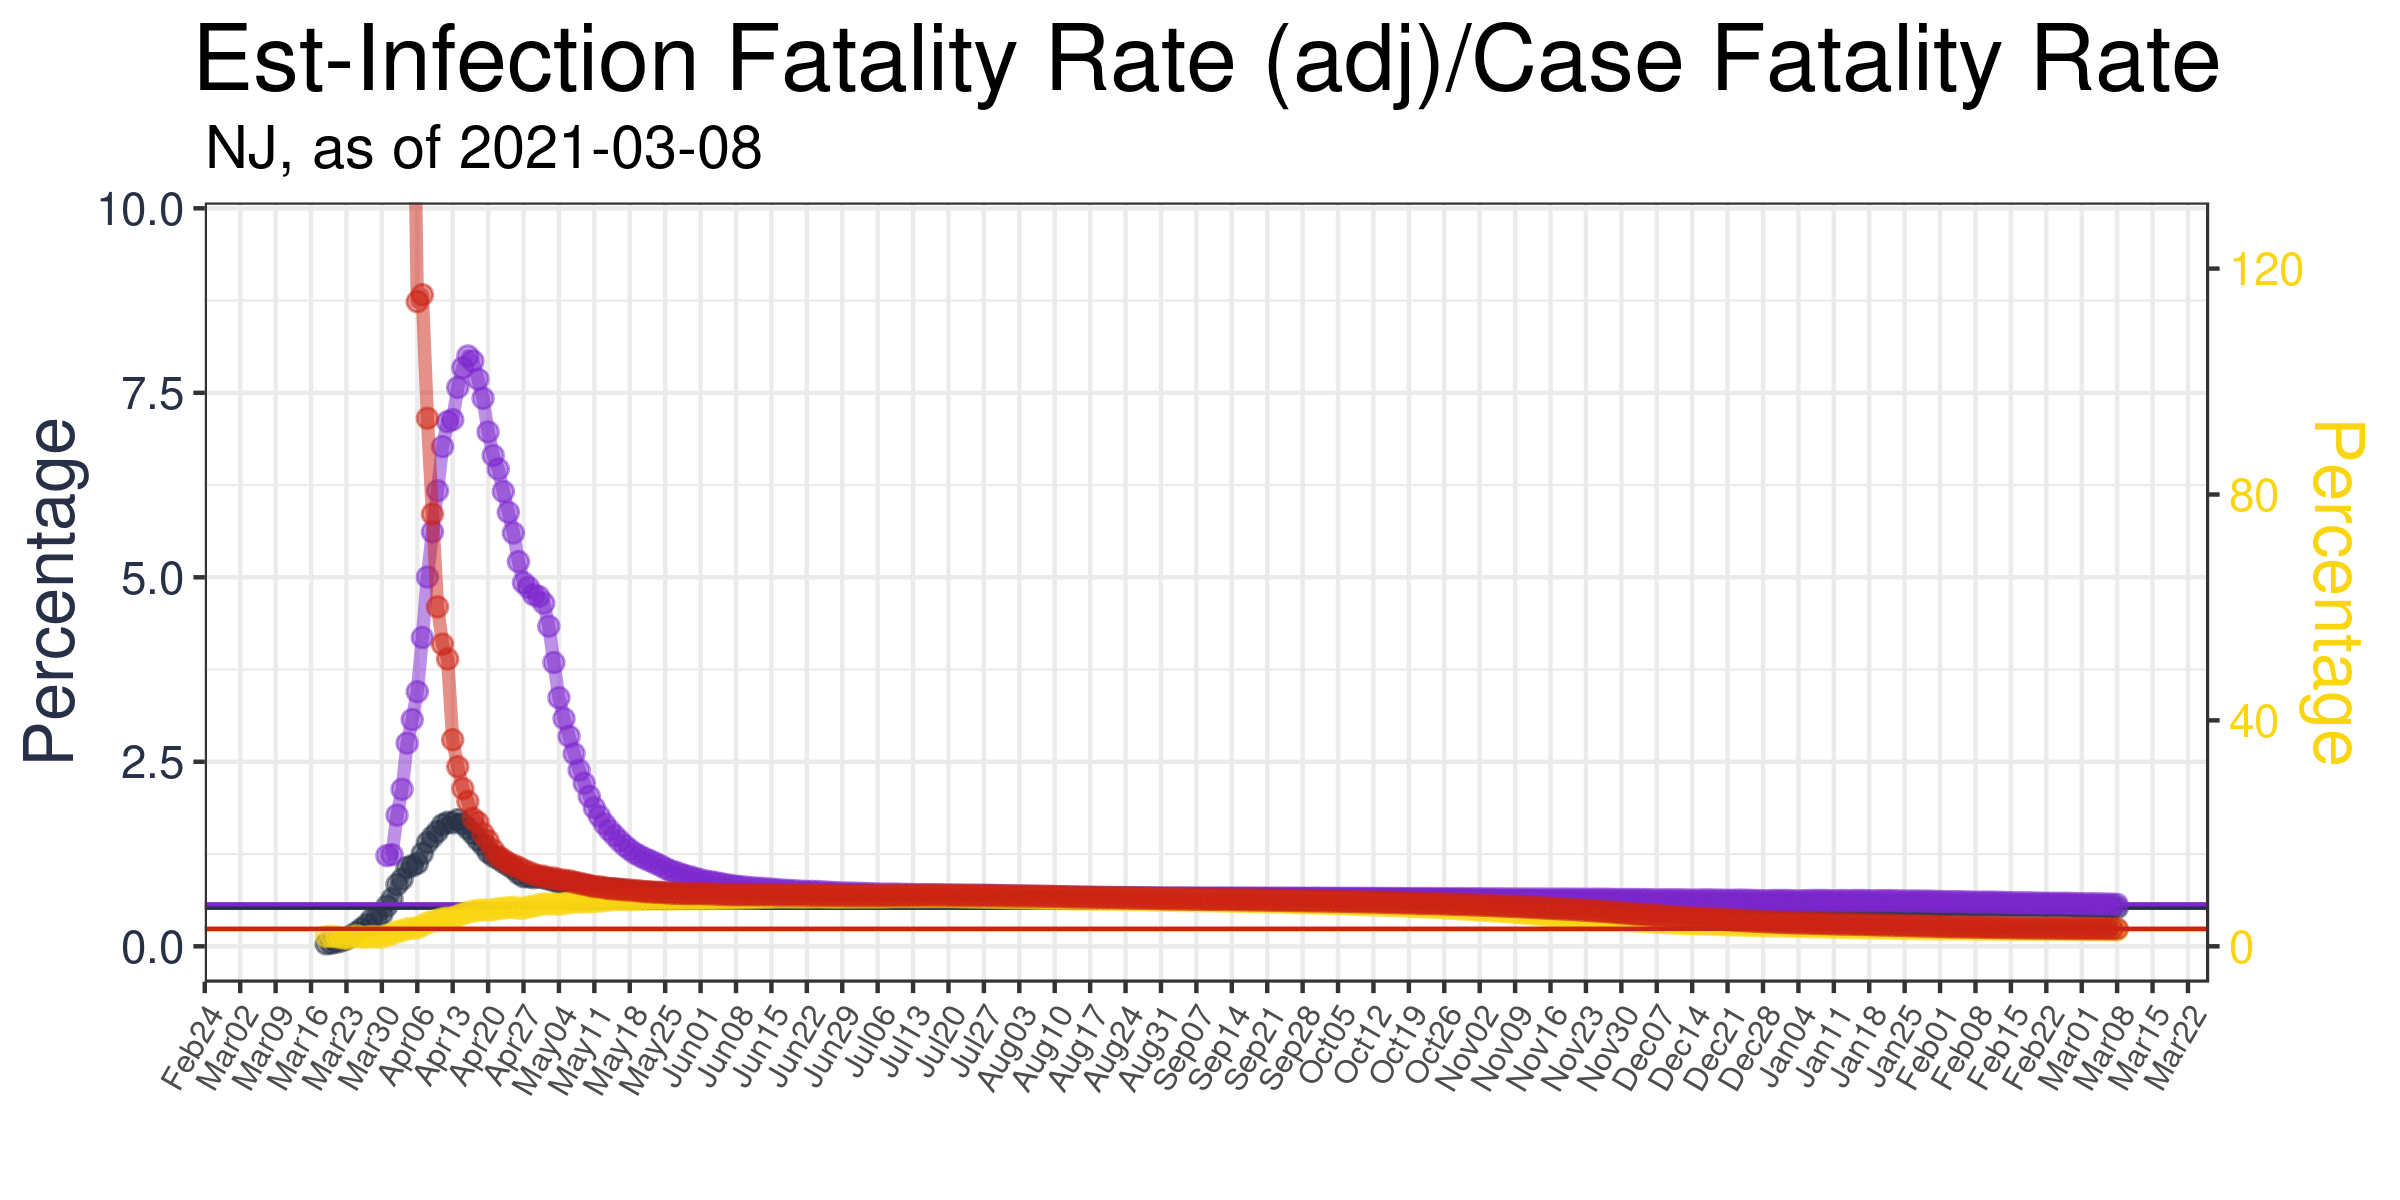 Est-Infection Fatality Rate (adj)/Case Fatality Rate
NJ, as of 2021-03-08
Percentage
10.0
7.5
5.0
2.5
0.0
120
80
40
0
Percentage
Feb24 Mar02 Mar09 Mar16 Mar23 Mar30 Apr06 Apr13 Apr20 Apr27 May04 May11 May18 May25 Jun01 Jun08 Jun15 Jun22 Jun29 Jul06 Jul13 Jul20 Jul27 Aug03 Aug10 Aug17 Aug24 Aug31 Sep07 Sep14 Sep21 Sep28 Oct05 Oct12 Oct19 Oct26 Nov02 Nov09 Nov16 Nov23 Nov30 Dec07 Dec14 Dec21 Dec28 Jan04 Jan11 Jan18 Jan25 Feb01 Feb08 Feb15 Feb22 Mar01 Mar08 Mar15 Mar22